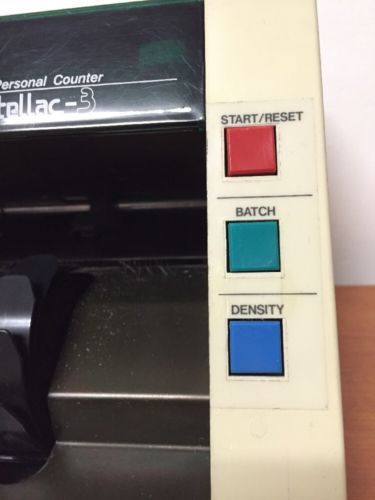 Personal Counter
tellac-3
START/RESET
BATCH
DENSITY